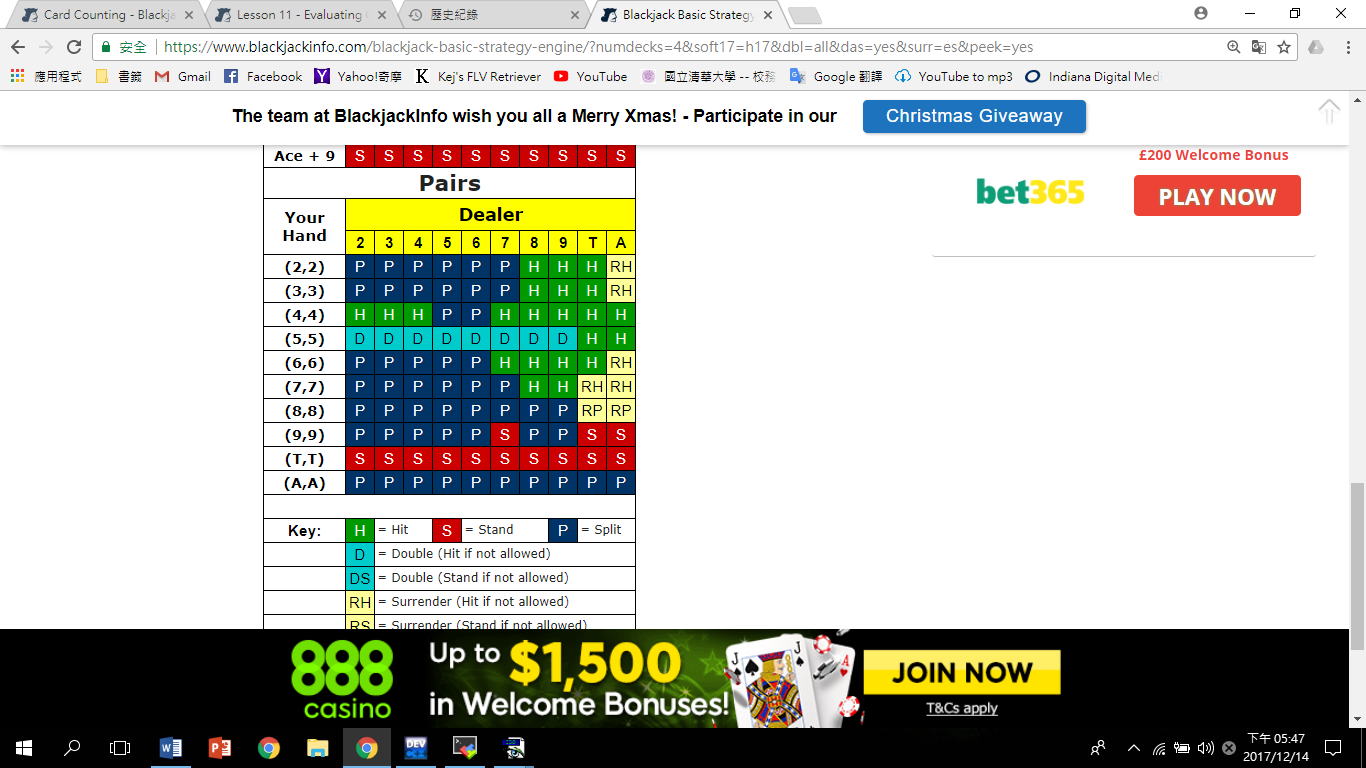 Card Counting - Blackja
Lesson 11 - Evaluating
歷史紀錄
Blackjack Basic Strategy
安全 https://www.blackjackinfo.com/blackjack-basic-strategy-engine/?numdecks=4&soft17=h17&dbl=all&das=yes&surr=es&peek=yes
應用程式 書籤 Gmail Facebook Yahoo!奇摩 Kej's FLV Retriever YouTube 國立清華大學 -- 校務 Google 翻譯 YouTube to mp3 Indiana Digital Med
The team at BlackjackInfo wish you all a Merry Xmas! - Participate in our Christmas Giveaway
Ace + 9 S S S S S S S S S S
Pairs
Your Hand Dealer
2 3 4 5 6 7 8 9 T A
(2,2) P P P P P P H H H RH
(3,3) P P P P P P H H H RH
(4,4) H H H P P H H H H H
(5,5) D D D D D D D D H H
(6,6) P P P P P H H H H RH
(7,7) P P P P P P H H RH RH
(8,8) P P P P P P P P RP RP
(9,9) P P P P P S P P S S
(T,T) S S S S S S S S S S
(A,A) P P P P P P P P P P
Key: H = Hit S = Stand P = Split
D = Double (Hit if not allowed)
DS = Double (Stand if not allowed)
RH = Surrender (Hit if not allowed)
RS = Surrender (Stand if not allowed)
£200 Welcome Bonus
bet365 PLAY NOW
888 casino
Up to $1,500
in Welcome Bonuses!
J J A
JOIN NOW
T&Cs apply
DEV
下午 05:47
2017/12/14